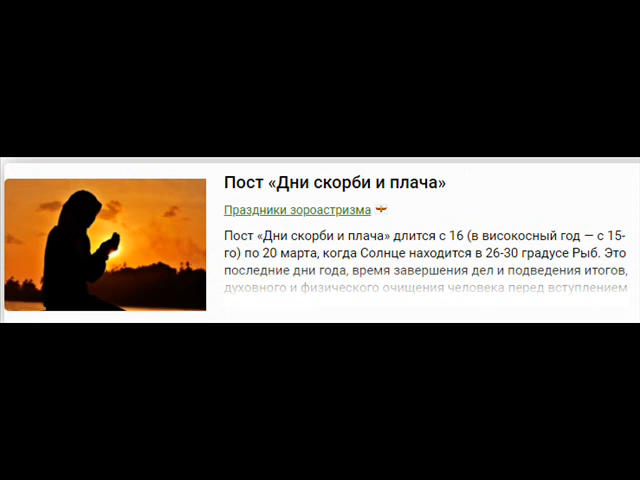 Пост «Дни скорби и плача»
Праздники зороастризма
Пост «Дни скорби и плача» длится с 16 (в високосный год — с 15-
го) по 20 марта, когда Солнце находится в 26-30 градусе Рыб. Это
последние дни года, время завершения дел и подведения итогов,
духовного и физического очищения человека перед вступлением